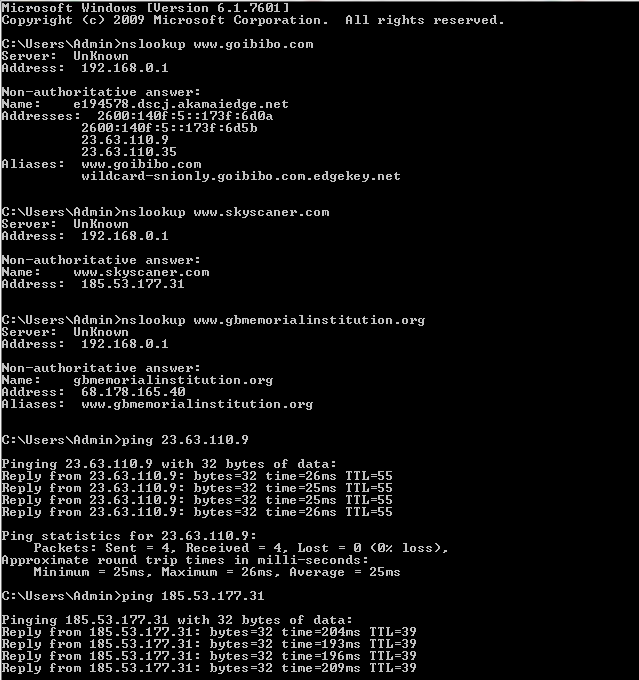 Microsoft Windows [Version 6.1.7601]
Copyright (c) 2009 Microsoft Corporation.  All rights reserved.
C:\Users\Admin>nslookup www.goibibo.com
Server:  UnKnown
Address:  192.168.0.1
Non-authoritative answer:
Name:    e194578.dscj.akamaiedge.net
Addresses:  2600:140f:5::173f:6d0a
2600:140f:5::173f:6d5b
23.63.110.9
23.63.110.35
Aliases:  www.goibibo.com
wildcard-snionly.goibibo.com.edgekey.net
C:\Users\Admin>nslookup www.skyscaner.com
Server:  UnKnown
Address:  192.168.0.1
Non-authoritative answer:
Name:    www.skyscaner.com
Address:  185.53.177.31
C:\Users\Admin>nslookup www.gbmemorialinstitution.org
Server:  UnKnown
Address:  192.168.0.1
Non-authoritative answer:
Name:    gbmemorialinstitution.org
Address:  68.178.165.40
Aliases:  www.gbmemorialinstitution.org
C:\Users\Admin>ping 23.63.110.9
Pinging 23.63.110.9 with 32 bytes of data:
Reply from 23.63.110.9: bytes=32 time=26ms TTL=55
Reply from 23.63.110.9: bytes=32 time=25ms TTL=55
Reply from 23.63.110.9: bytes=32 time=25ms TTL=55
Reply from 23.63.110.9: bytes=32 time=26ms TTL=55
Ping statistics for 23.63.110.9:
Packets: Sent = 4, Received = 4, Lost = 0 (0% loss),
Approximate round trip times in milli-seconds:
Minimum = 25ms, Maximum = 26ms, Average = 25ms
C:\Users\Admin>ping 185.53.177.31
Pinging 185.53.177.31 with 32 bytes of data:
Reply from 185.53.177.31: bytes=32 time=204ms TTL=39
Reply from 185.53.177.31: bytes=32 time=193ms TTL=39
Reply from 185.53.177.31: bytes=32 time=196ms TTL=39
Reply from 185.53.177.31: bytes=32 time=209ms TTL=39